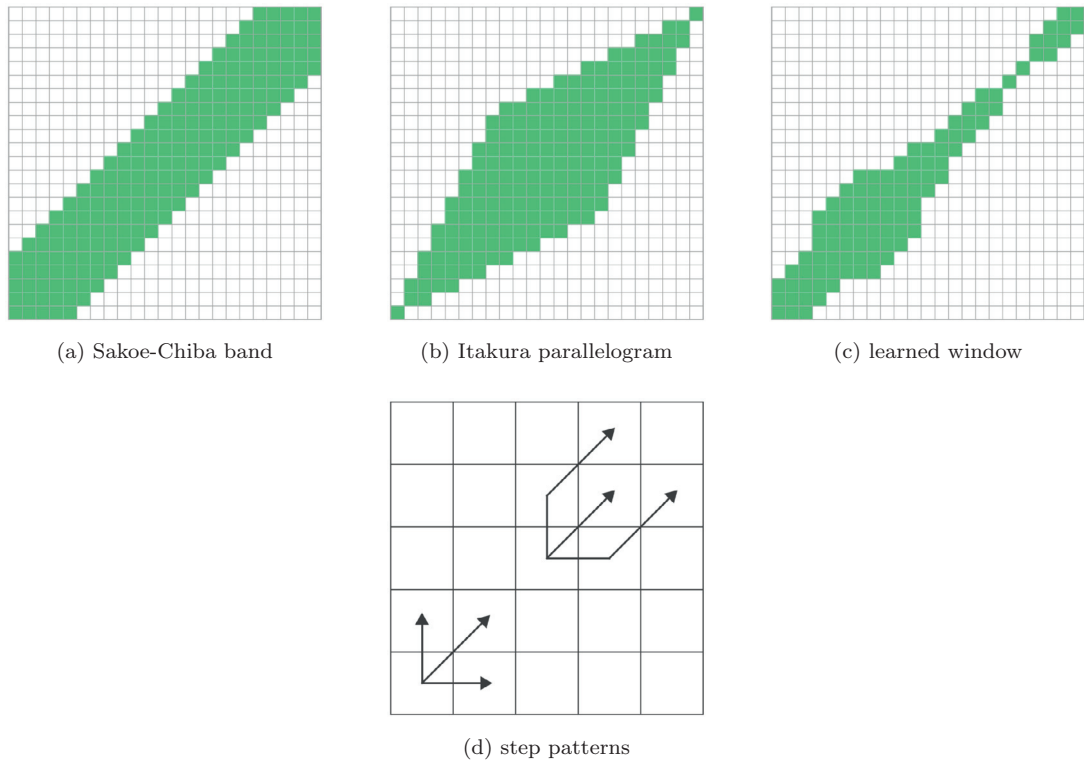 (a) Sakoe-Chiba band
(b) Itakura parallelogram
(c) learned window
(d) step patterns